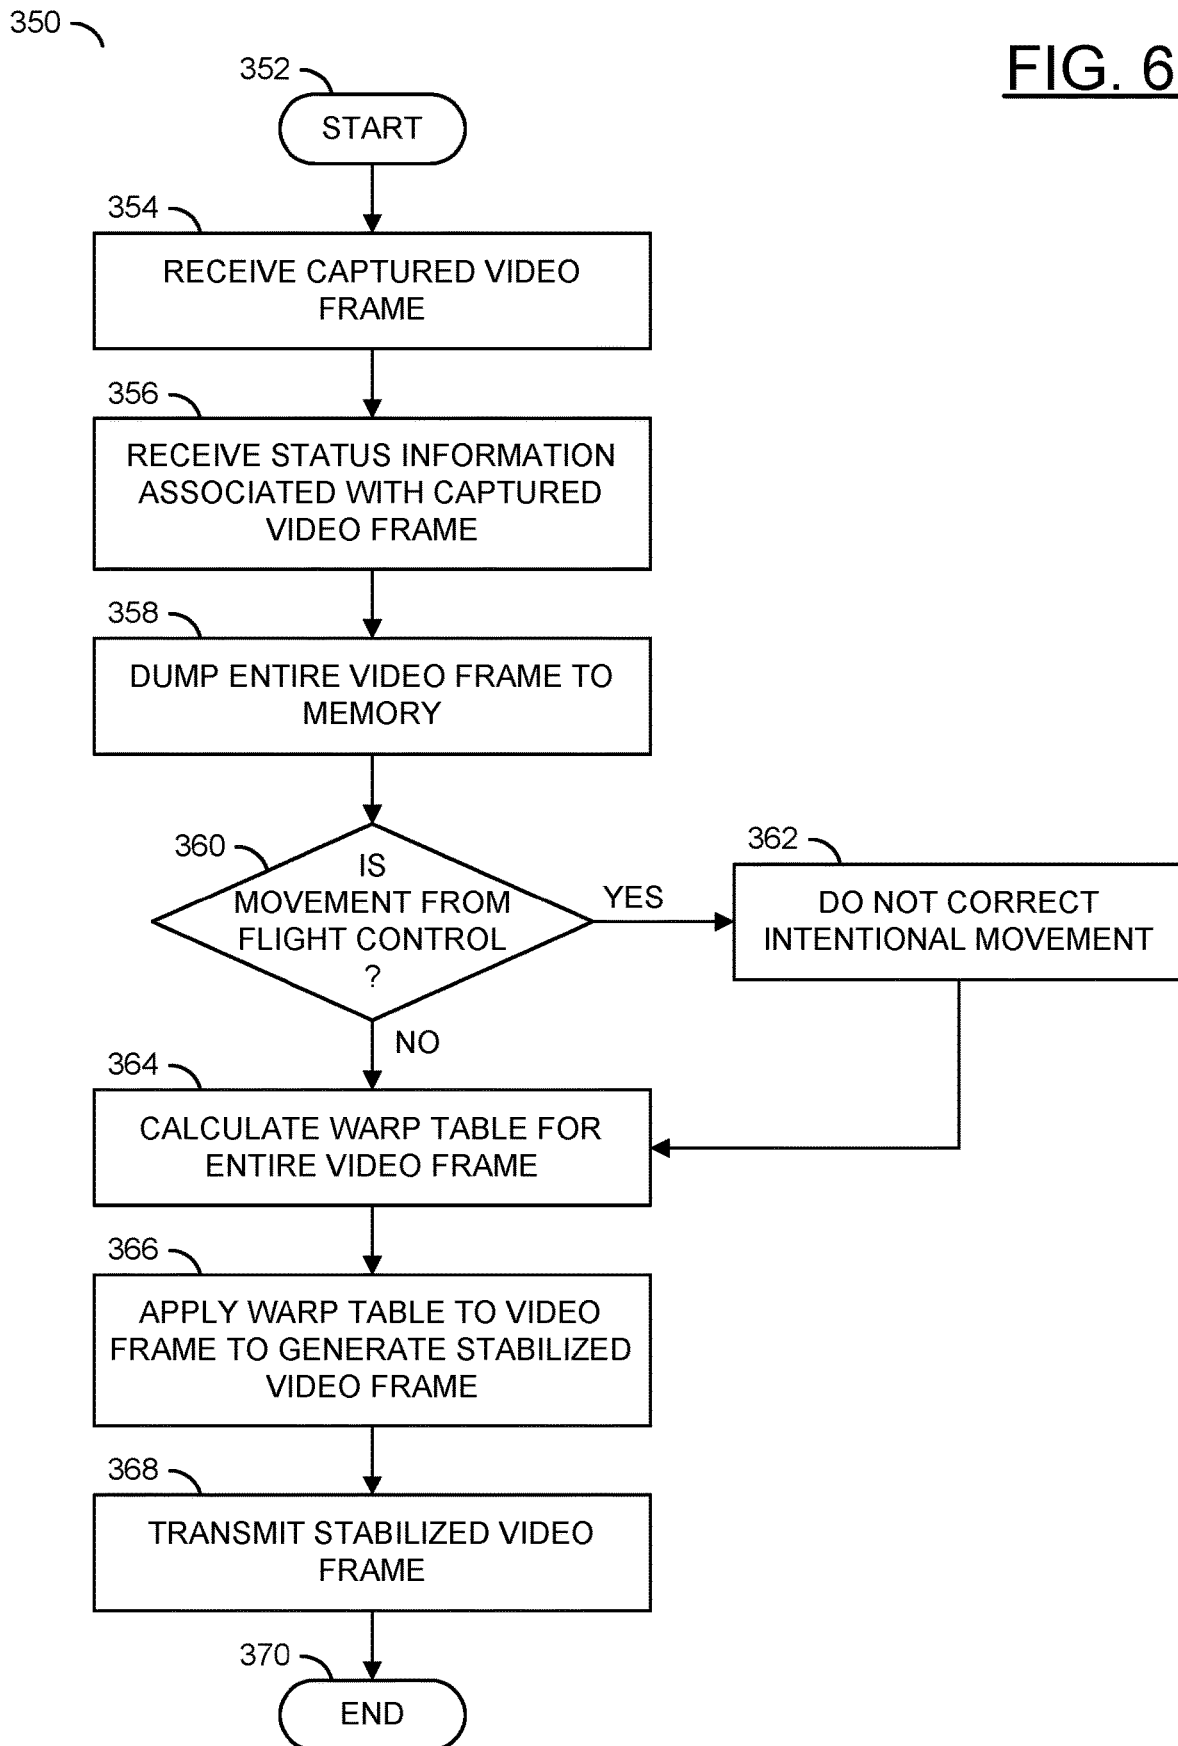 350
FIG. 6
352
START
354
RECEIVE CAPTURED VIDEO
FRAME
356
RECEIVE STATUS INFORMATION
ASSOCIATED WITH CAPTURED
VIDEO FRAME
358
DUMP ENTIRE VIDEO FRAME TO
MEMORY
360
IS
MOVEMENT FROM
FLIGHT CONTROL
?
YES
362
DO NOT CORRECT
INTENTIONAL MOVEMENT
NO
364
CALCULATE WARP TABLE FOR
ENTIRE VIDEO FRAME
366
APPLY WARP TABLE TO VIDEO
FRAME TO GENERATE STABILIZED
VIDEO FRAME
368
TRANSMIT STABILIZED VIDEO
FRAME
370
END